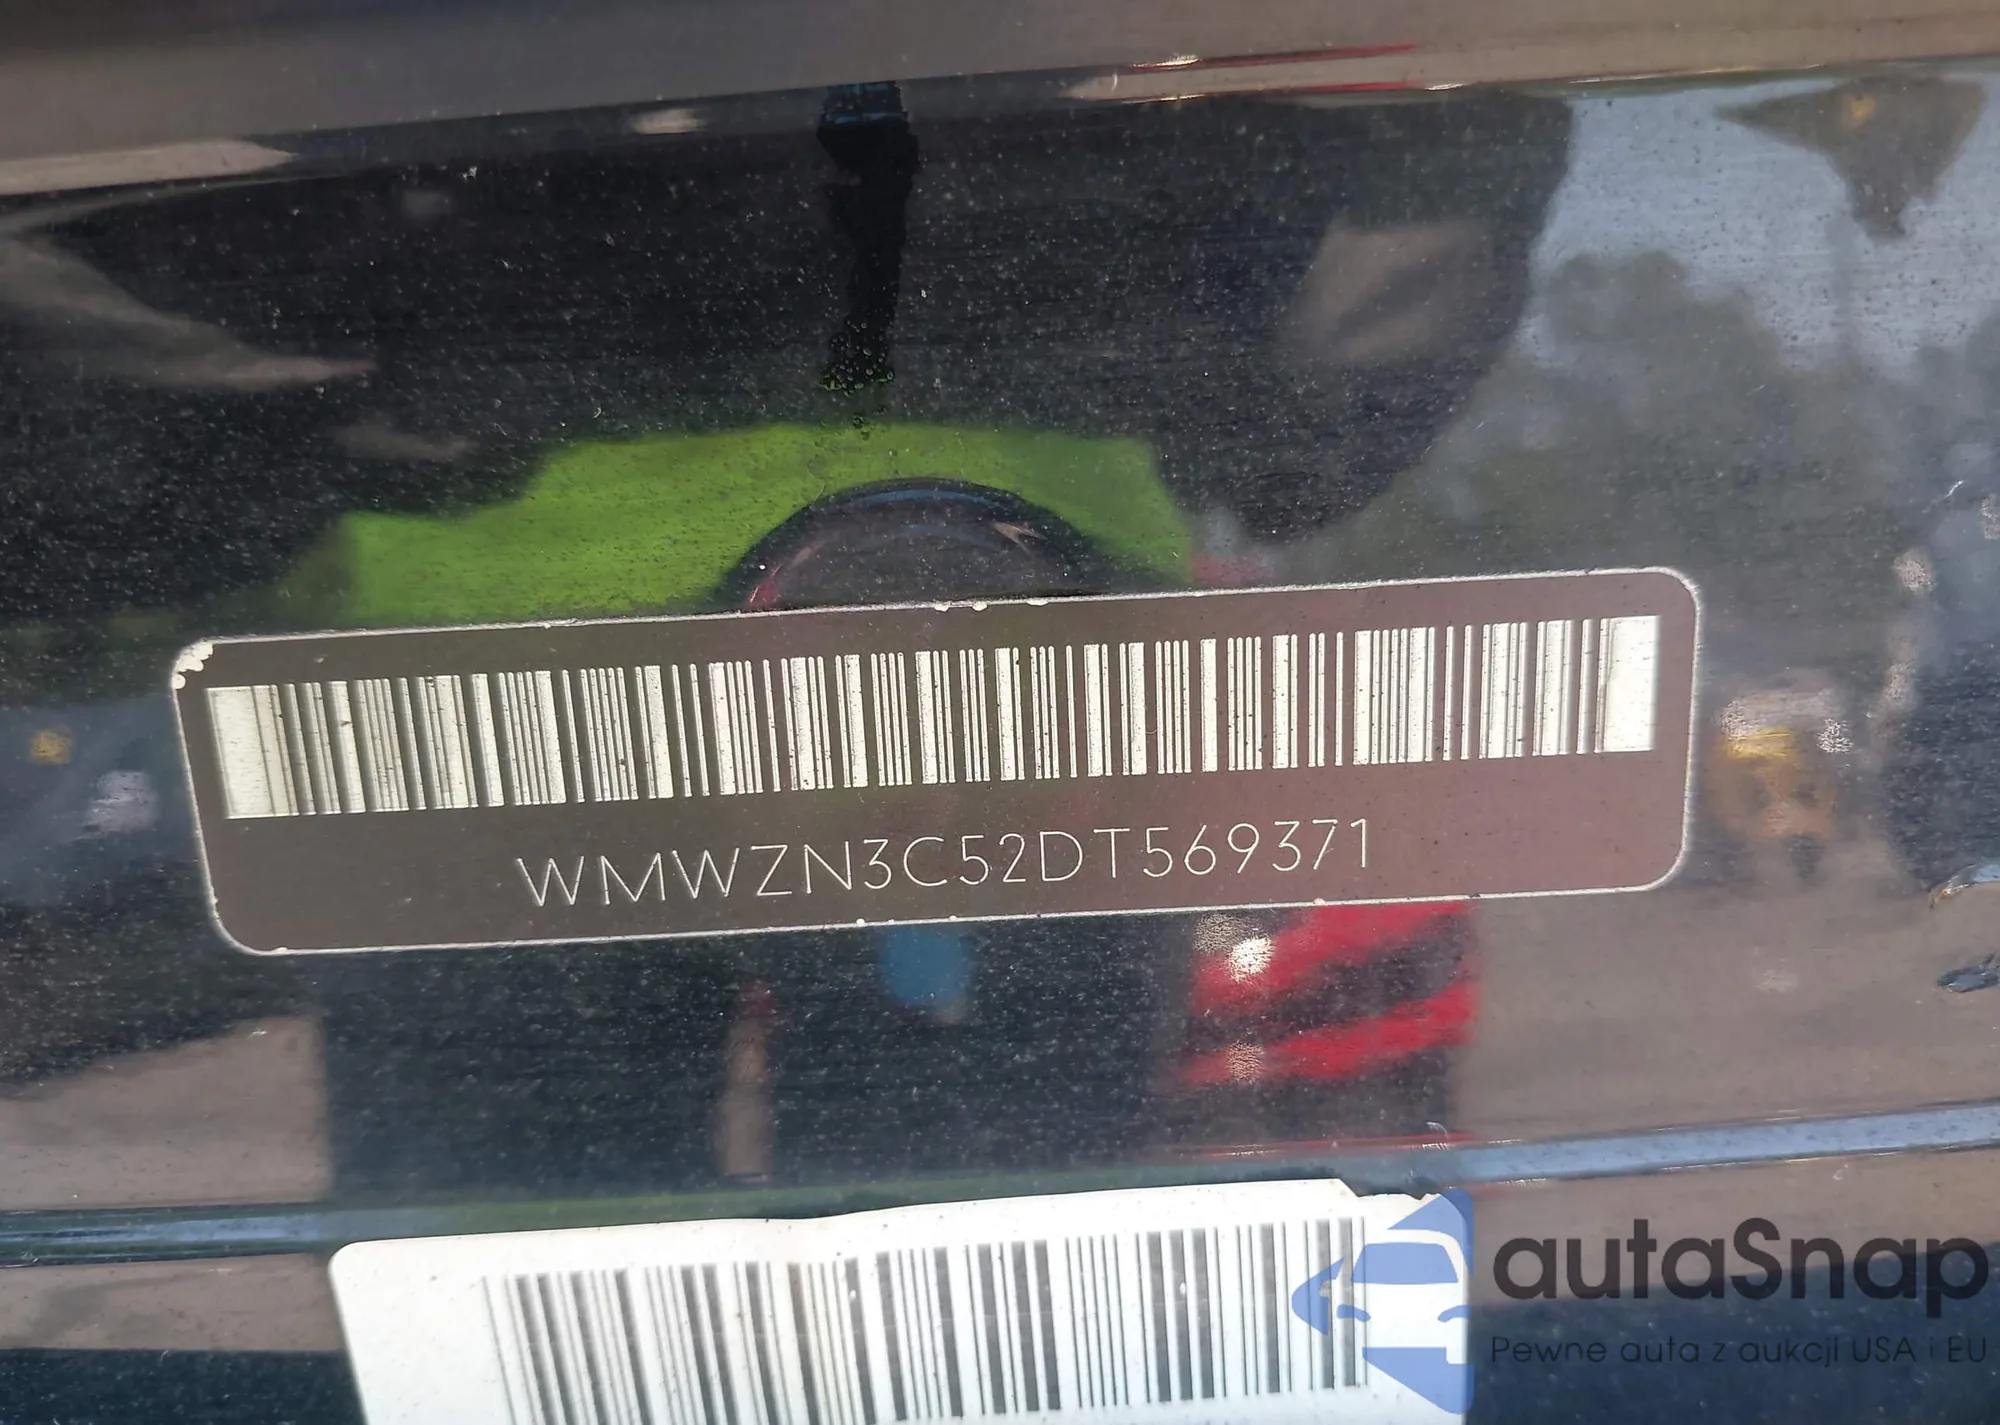 WMWZN3C52DT569371
autaSnap
Pewne auta z aukcji USA i EU